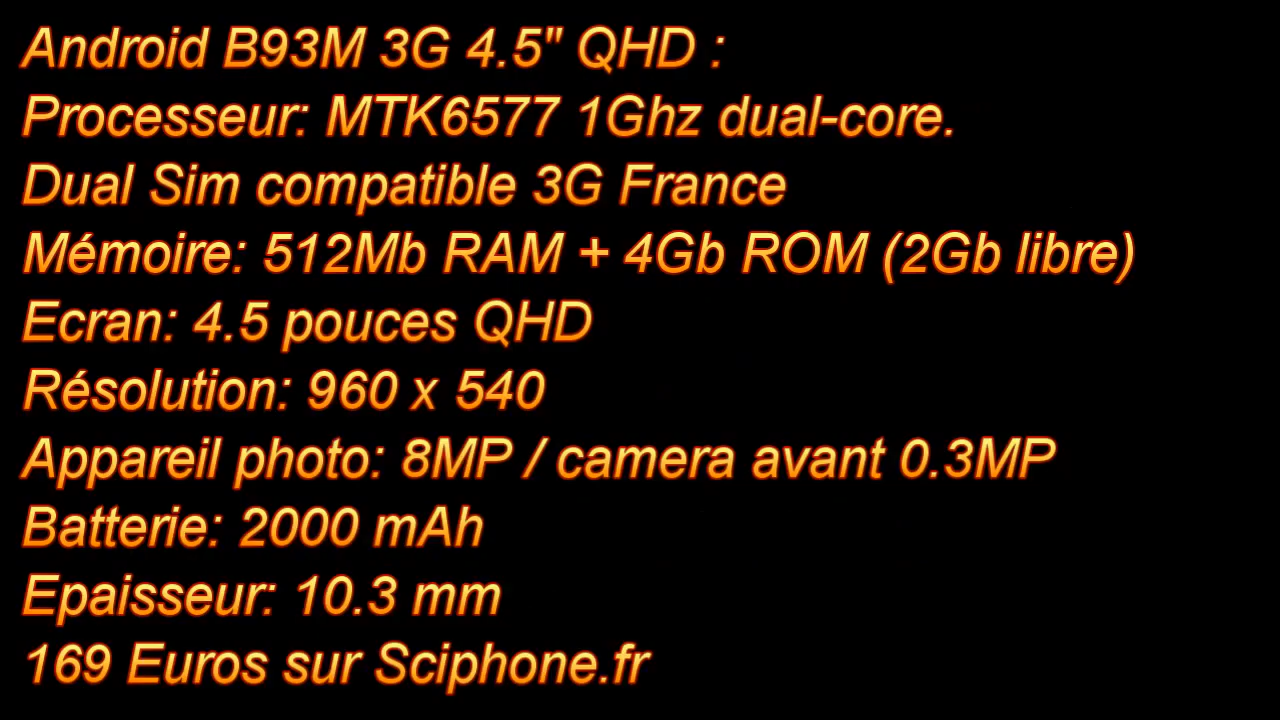 Android B93M 3G 4.5" QHD :
Processeur: MTK6577 1Ghz dual-core.
Dual Sim compatible 3G France
Mémoire: 512Mb RAM + 4Gb ROM (2Gb libre)
Ecran: 4.5 pouces QHD
Résolution: 960 x 540
Appareil photo: 8MP / camera avant 0.3MP
Batterie: 2000 mAh
Epaisseur: 10.3 mm
169 Euros sur Sciphone.fr